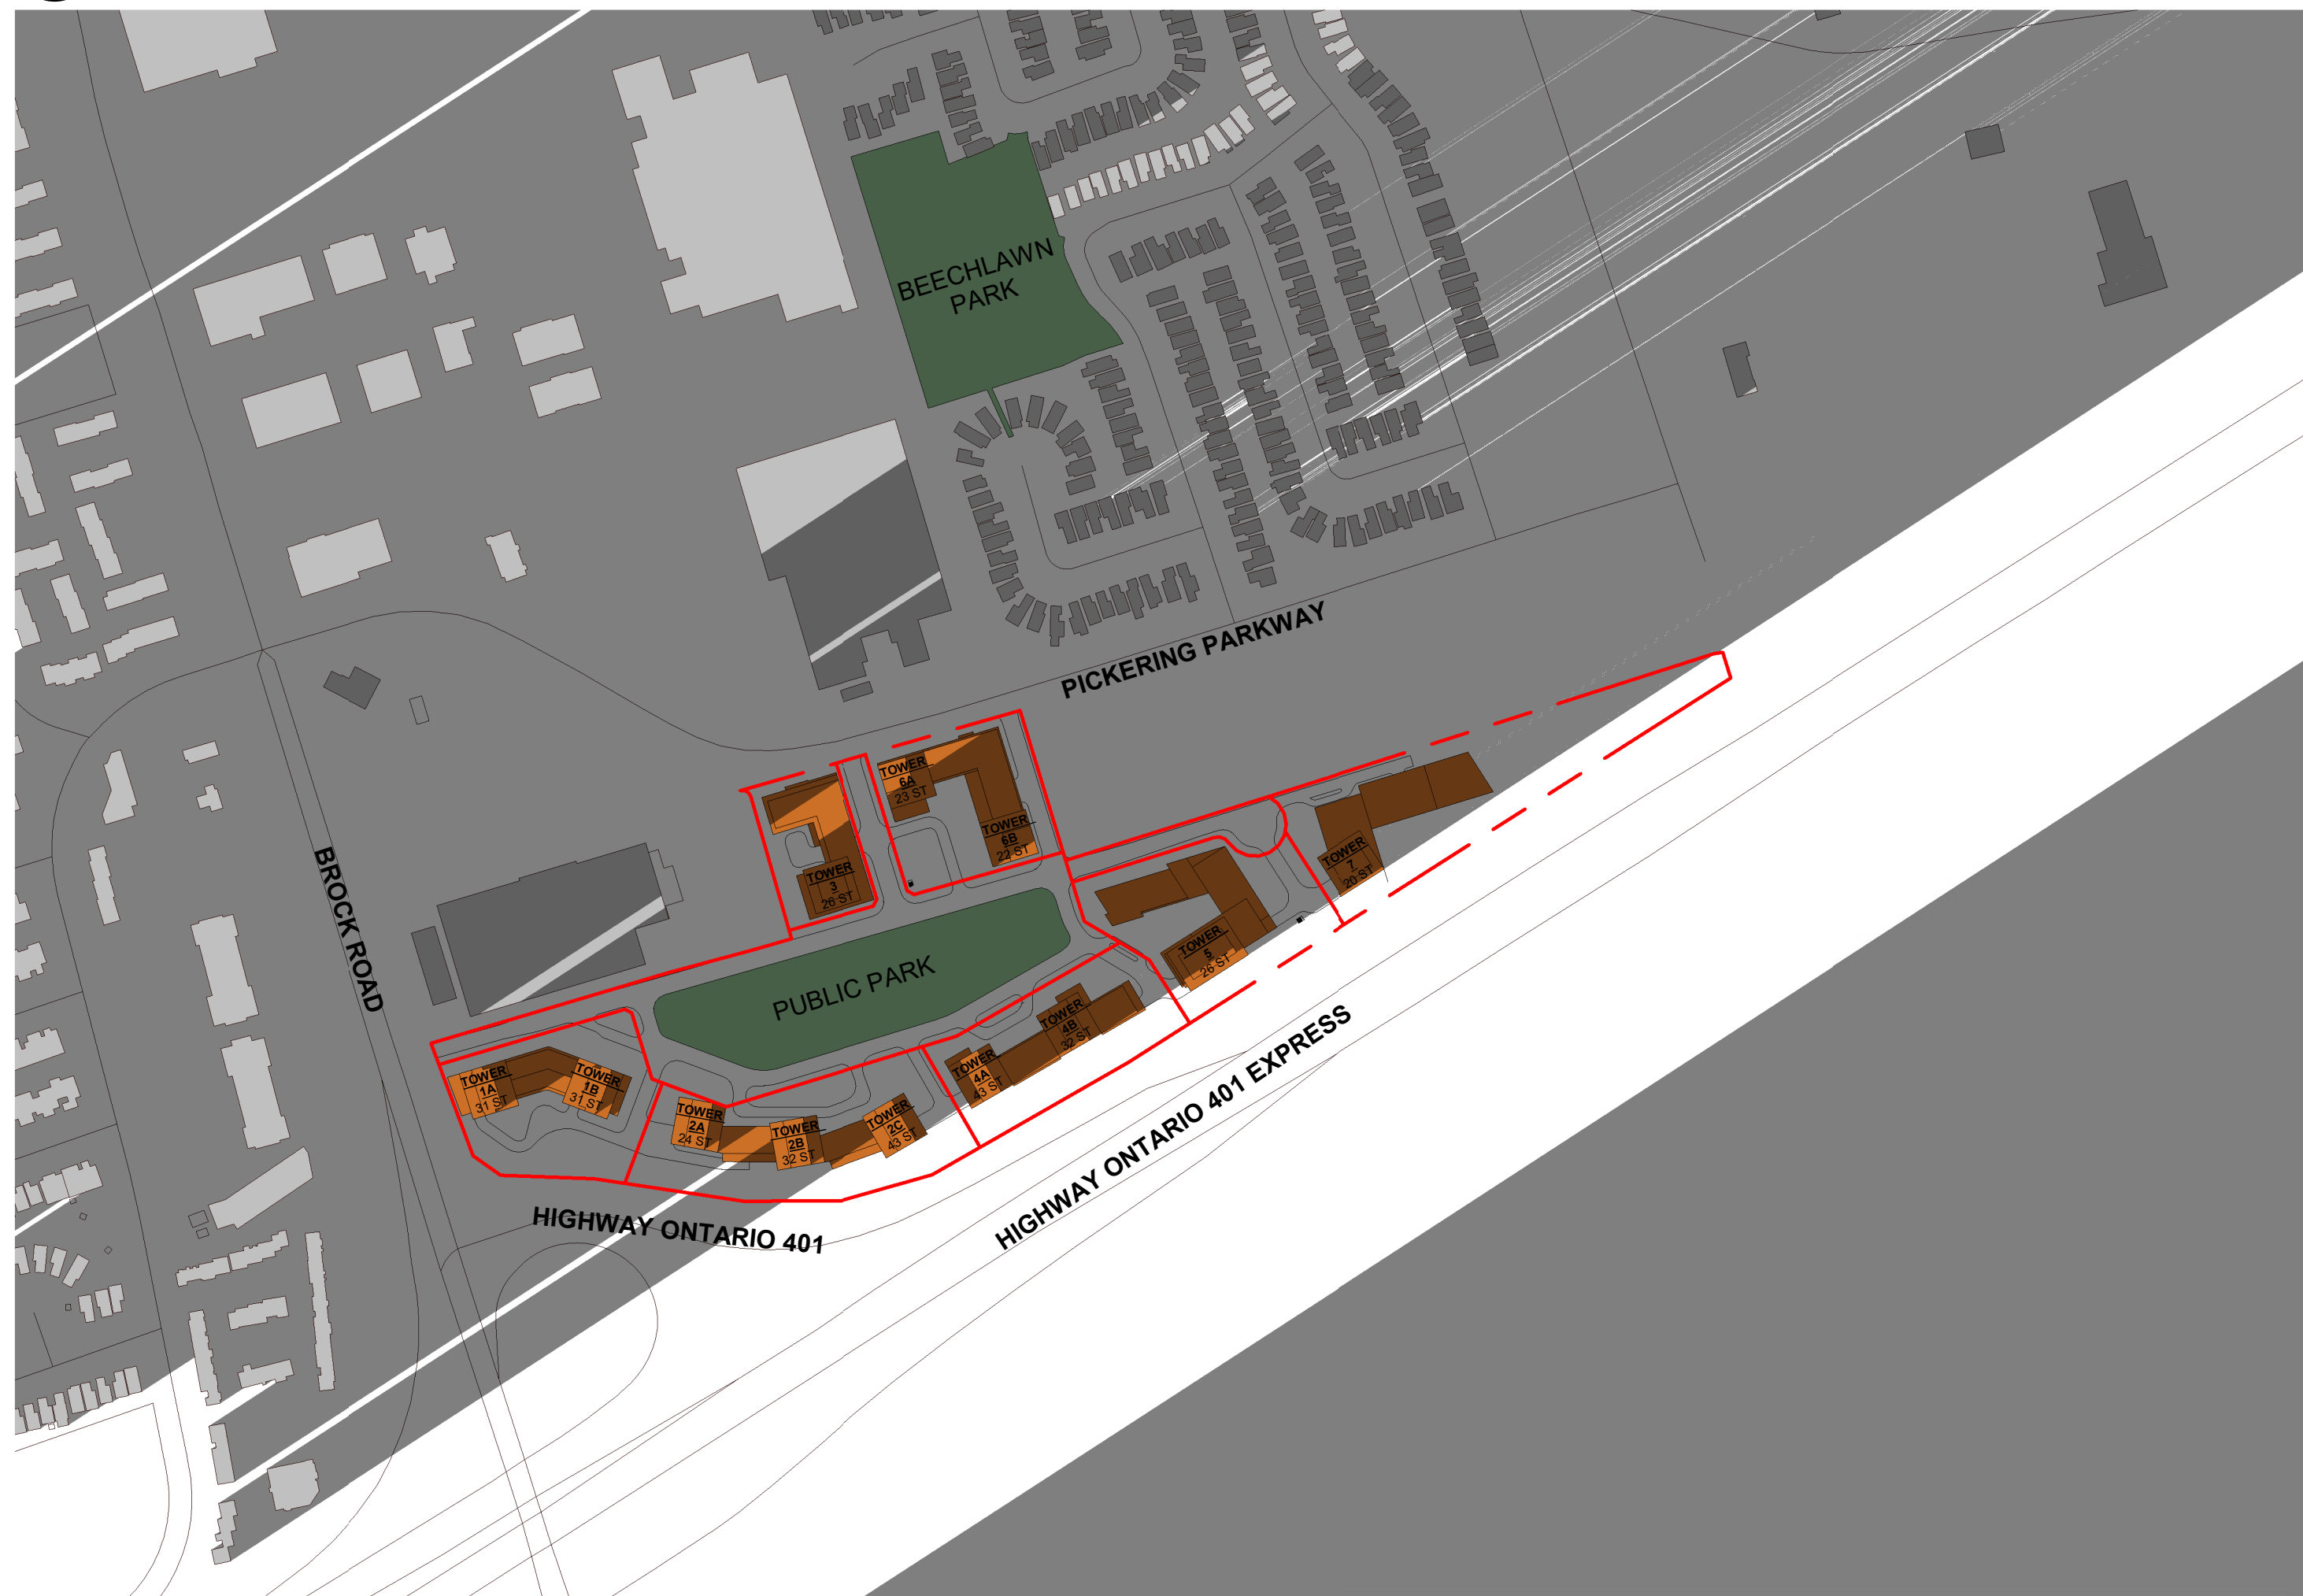 BEECHLAWN
PARK
PICKERING PARKWAY
TOWER
6A
23 ST
TOWER
6B
22 ST
TOWER
3
26 ST
TOWER
7
20 ST
BROCK ROAD
TOWER
5
26 ST
PUBLIC PARK
TOWER
4B
32 ST
TOWER
4A
43 ST
TOWER
1A
31 ST
TOWER
1B
31 ST
TOWER
2A
24 ST
TOWER
2B
32 ST
TOWER
2C
43 ST
HIGHWAY ONTARIO 401
HIGHWAY ONTARIO 401 EXPRESS